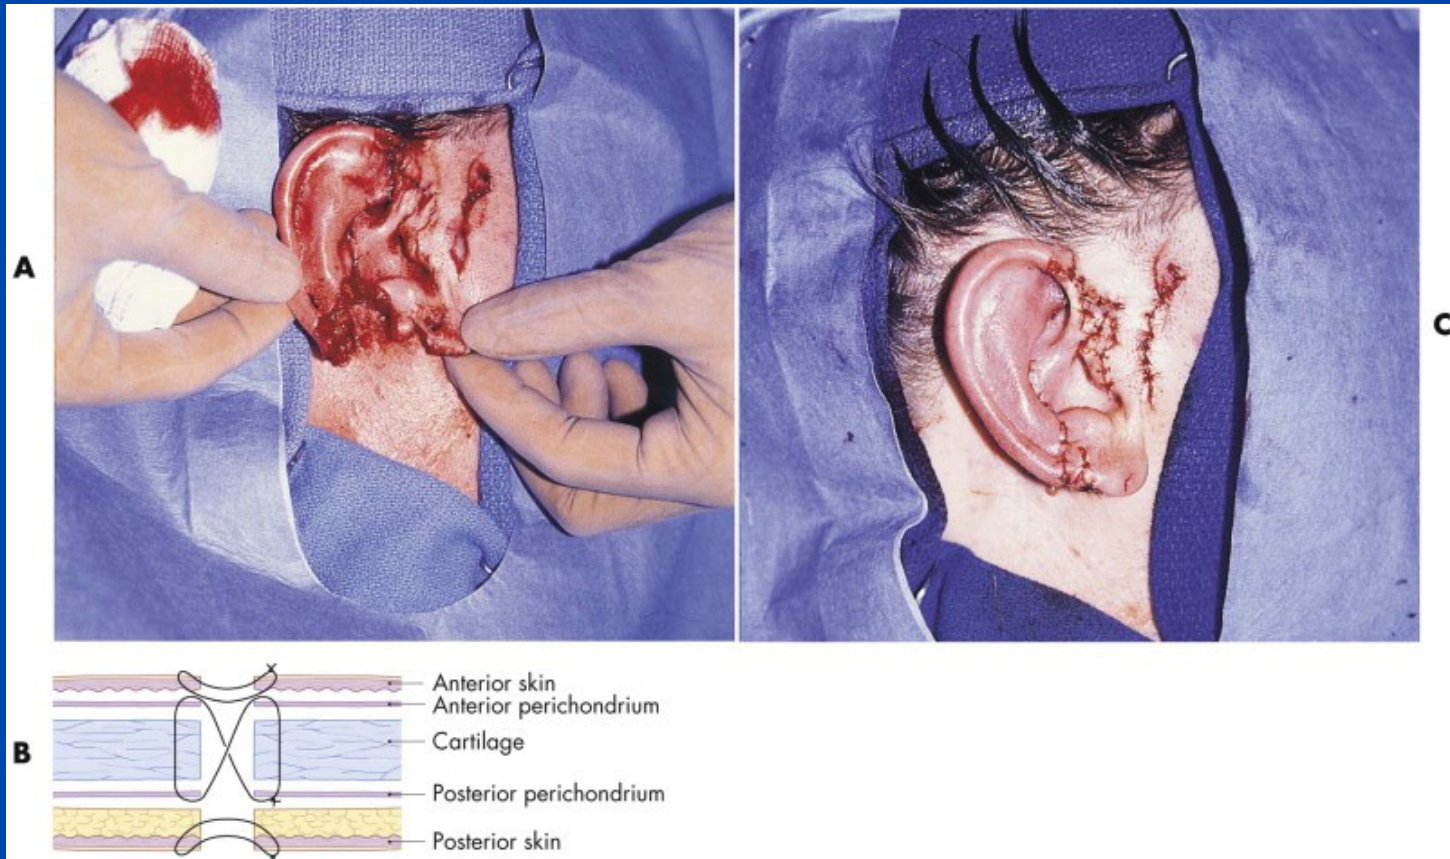 A
C
Anterior skin
Anterior perichondrium
B
Cartilage
Posterior perichondrium
Posterior skin